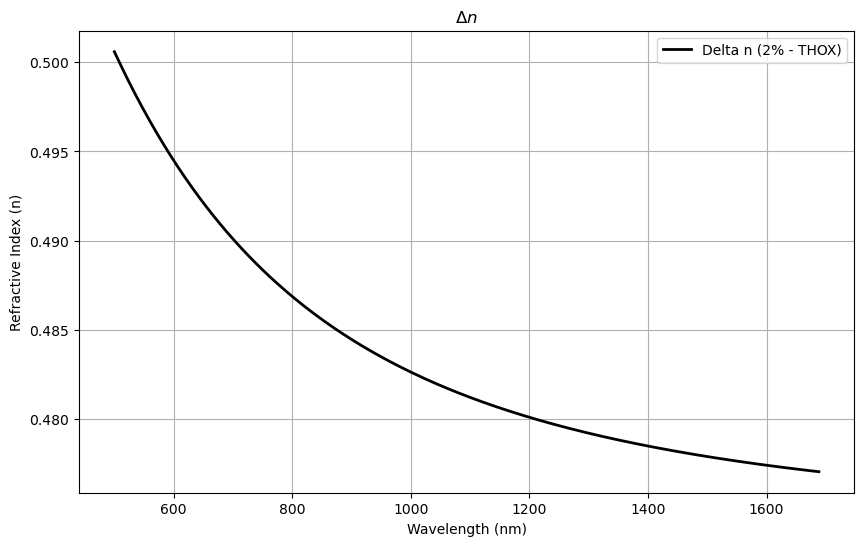 Δn
Delta n (2% - THOX)
0.500
0.495
0.490
0.485
0.480
Refractive Index (n)
600 800 1000 1200 1400 1600
Wavelength (nm)